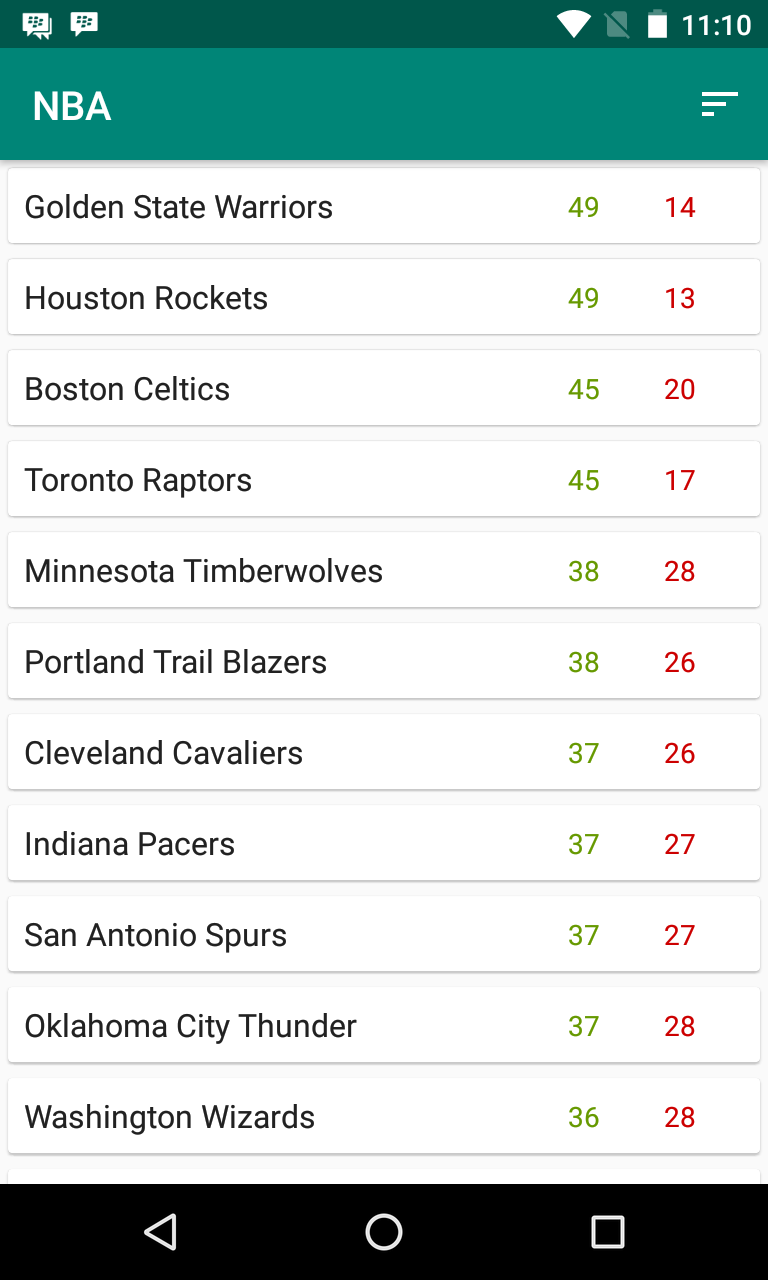 11:10
NBA
Golden State Warriors 49 14
Houston Rockets 49 13
Boston Celtics 45 20
Toronto Raptors 45 17
Minnesota Timberwolves 38 28
Portland Trail Blazers 38 26
Cleveland Cavaliers 37 26
Indiana Pacers 37 27
San Antonio Spurs 37 27
Oklahoma City Thunder 37 28
Washington Wizards 36 28